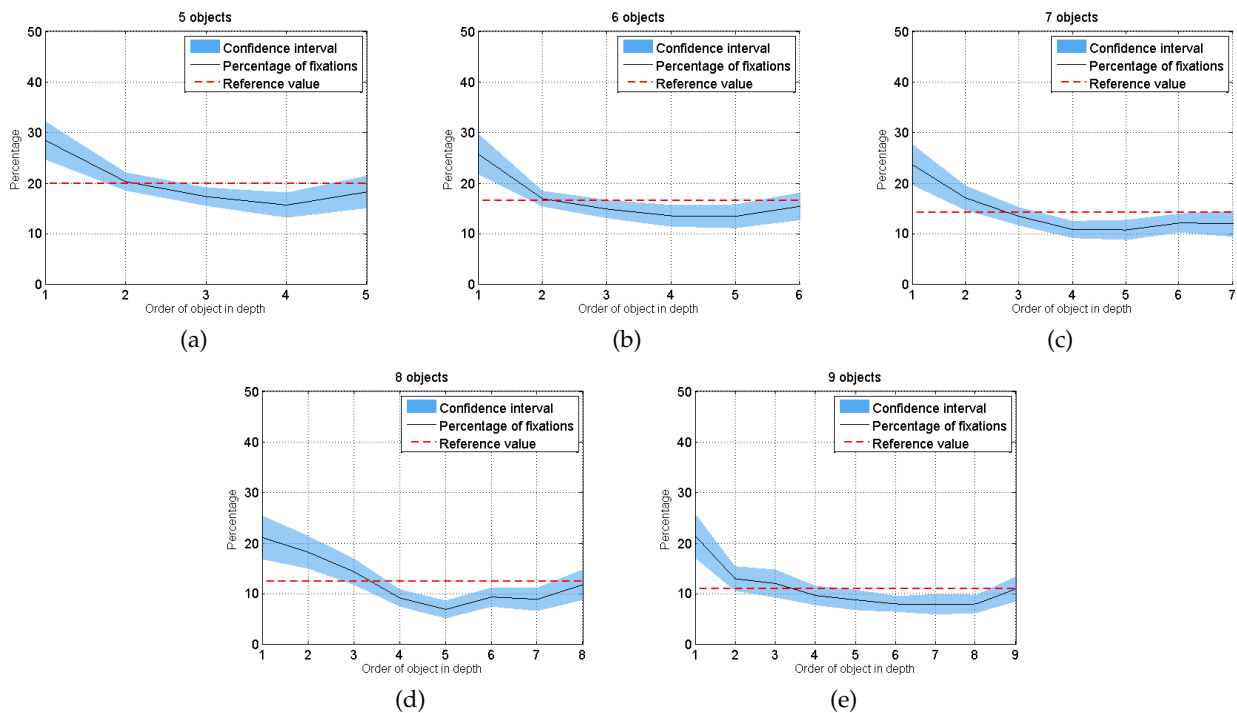 5 objects
50
40
30
20
10
0
Percentage
Confidence interval
Percentage of fixations
Reference value
1 2 3 4 5
Order of object in depth
(a)
6 objects
50
40
30
20
10
0
Percentage
Confidence interval
Percentage of fixations
Reference value
1 2 3 4 5 6
Order of object in depth
(b)
7 objects
50
40
30
20
10
0
Percentage
Confidence interval
Percentage of fixations
Reference value
1 2 3 4 5 6 7
Order of object in depth
(c)
8 objects
50
40
30
20
10
0
Percentage
Confidence interval
Percentage of fixations
Reference value
1 2 3 4 5 6 7 8
Order of object in depth
(d)
9 objects
50
40
30
20
10
0
Percentage
Confidence interval
Percentage of fixations
Reference value
1 2 3 4 5 6 7 8 9
Order of object in depth
(e)